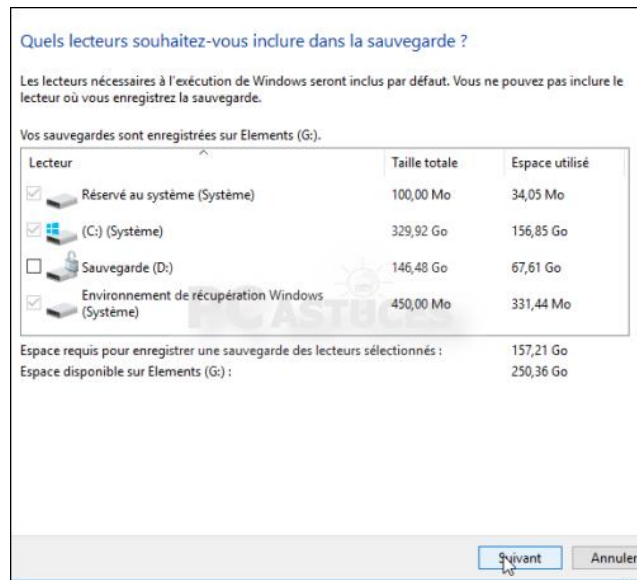 Quels lecteurs souhaitez-vous inclure dans la sauvegarde ?
Les lecteurs nécessaires à l'exécution de Windows seront inclus par défaut. Vous ne pouvez pas inclure le
lecteur où vous enregistrez la sauvegarde.
Vos sauvegardes sont enregistrées sur Elements (G:).
Lecteur Taille totale Espace utilisé
Réservé au système (Système) 100,00 Mo 34,05 Mo
(C:) (Système) 329,92 Go 156,85 Go
Sauvegarde (D:) 146,48 Go 67,61 Go
Environnement de récupération Windows
(Système) 450,00 Mo 331,44 Mo
PC ASTUCES
Espace requis pour enregistrer une sauvegarde des lecteurs sélectionnés : 157,21 Go
Espace disponible sur Elements (G:) : 250,36 Go
Suivant Annuler